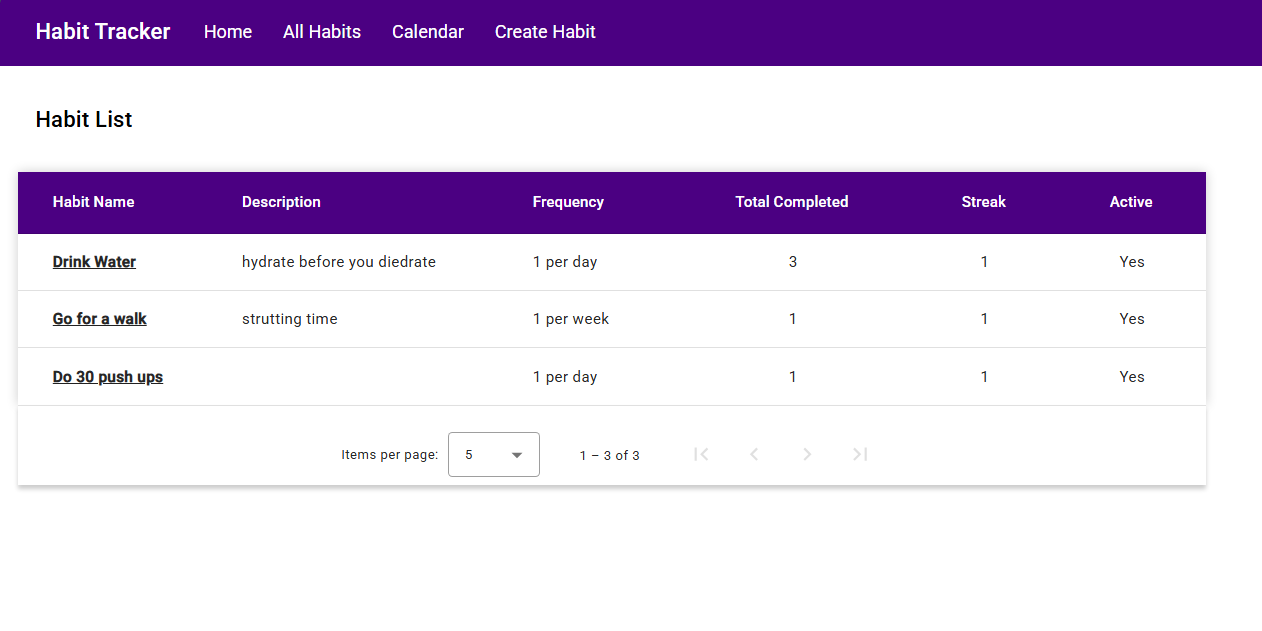 Habit Tracker Home All Habits Calendar Create Habit
Habit List
Habit Name Description Frequency Total Completed Streak Active
Drink Water hydrate before you diedrate 1 per day 3 1 Yes
Go for a walk strutting time 1 per week 1 1 Yes
Do 30 push ups 1 per day 1 1 Yes
Items per page: 5 1 – 3 of 3